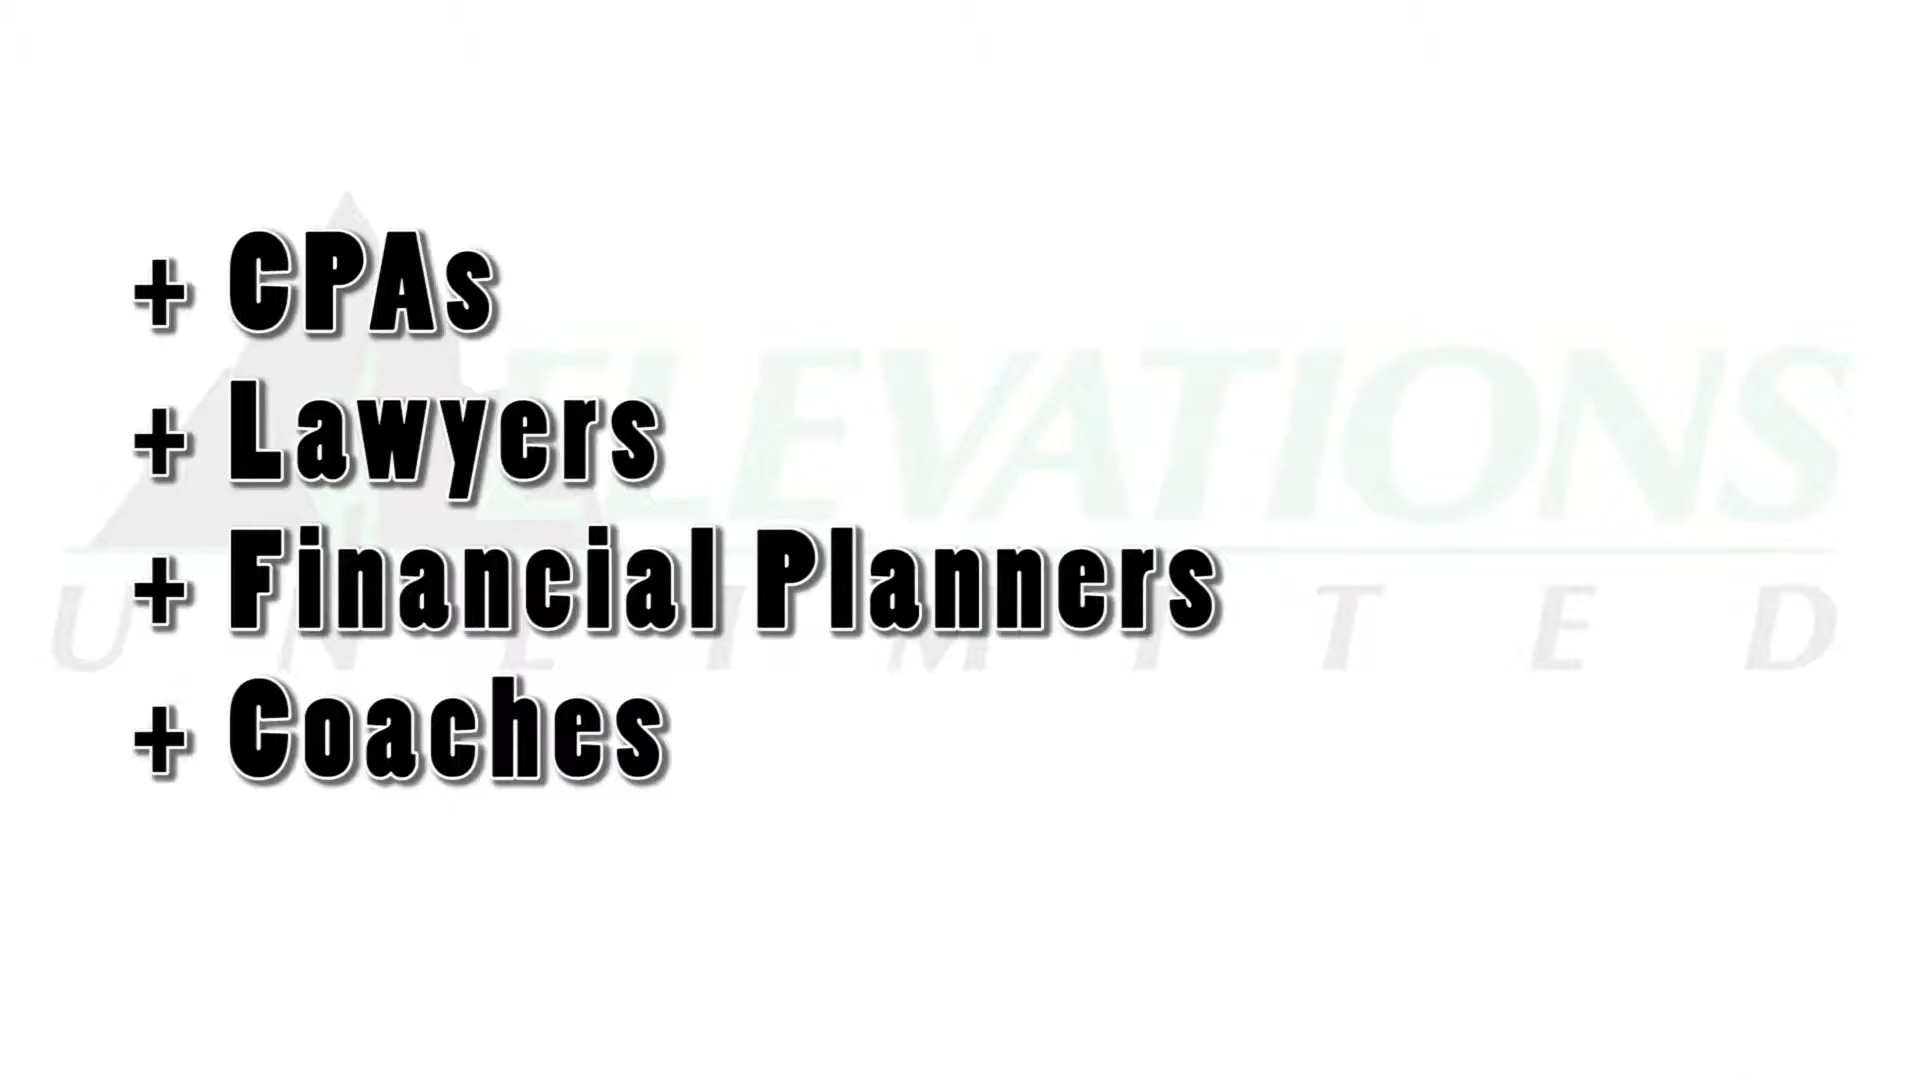 + CPAs
+ Lawyers
+ Financial Planners
+ Coaches
ELEVATIONS
UNLIMITED